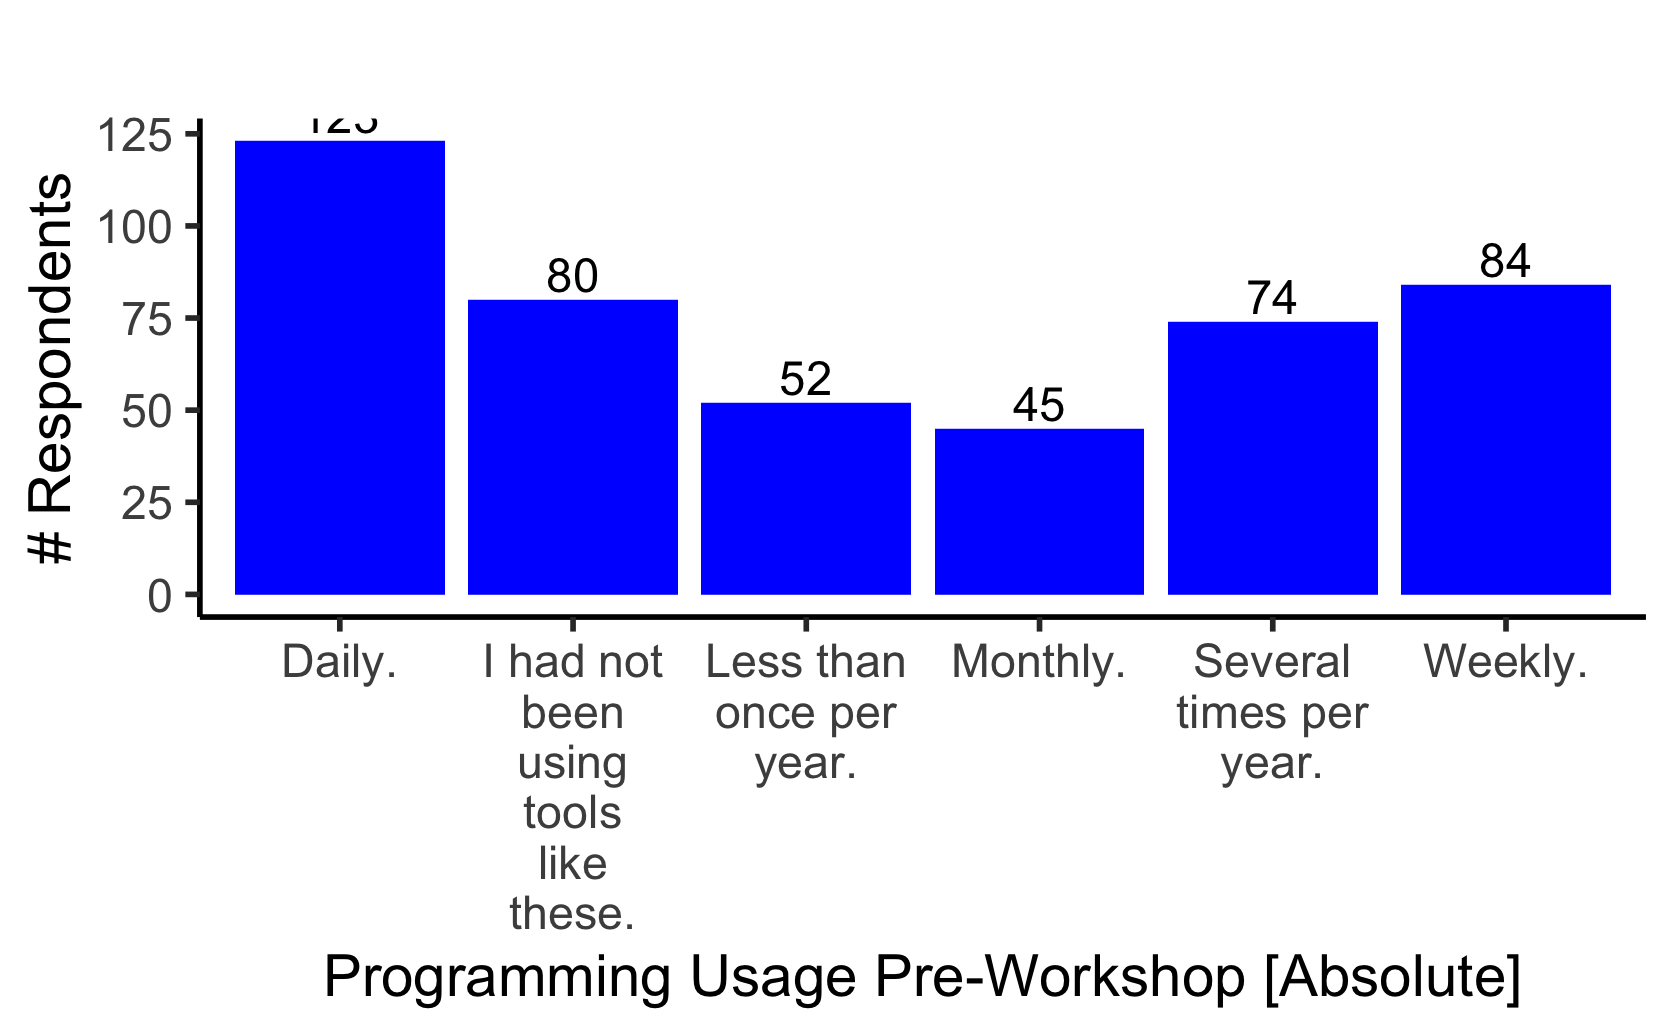 # Respondents
125
100
75
50
25
0
123
80
52
45
74
84
Daily.
I had not
been
using
tools
like
these.
Less than
once per
year.
Monthly.
Several
times per
year.
Weekly.
Programming Usage Pre-Workshop [Absolute]